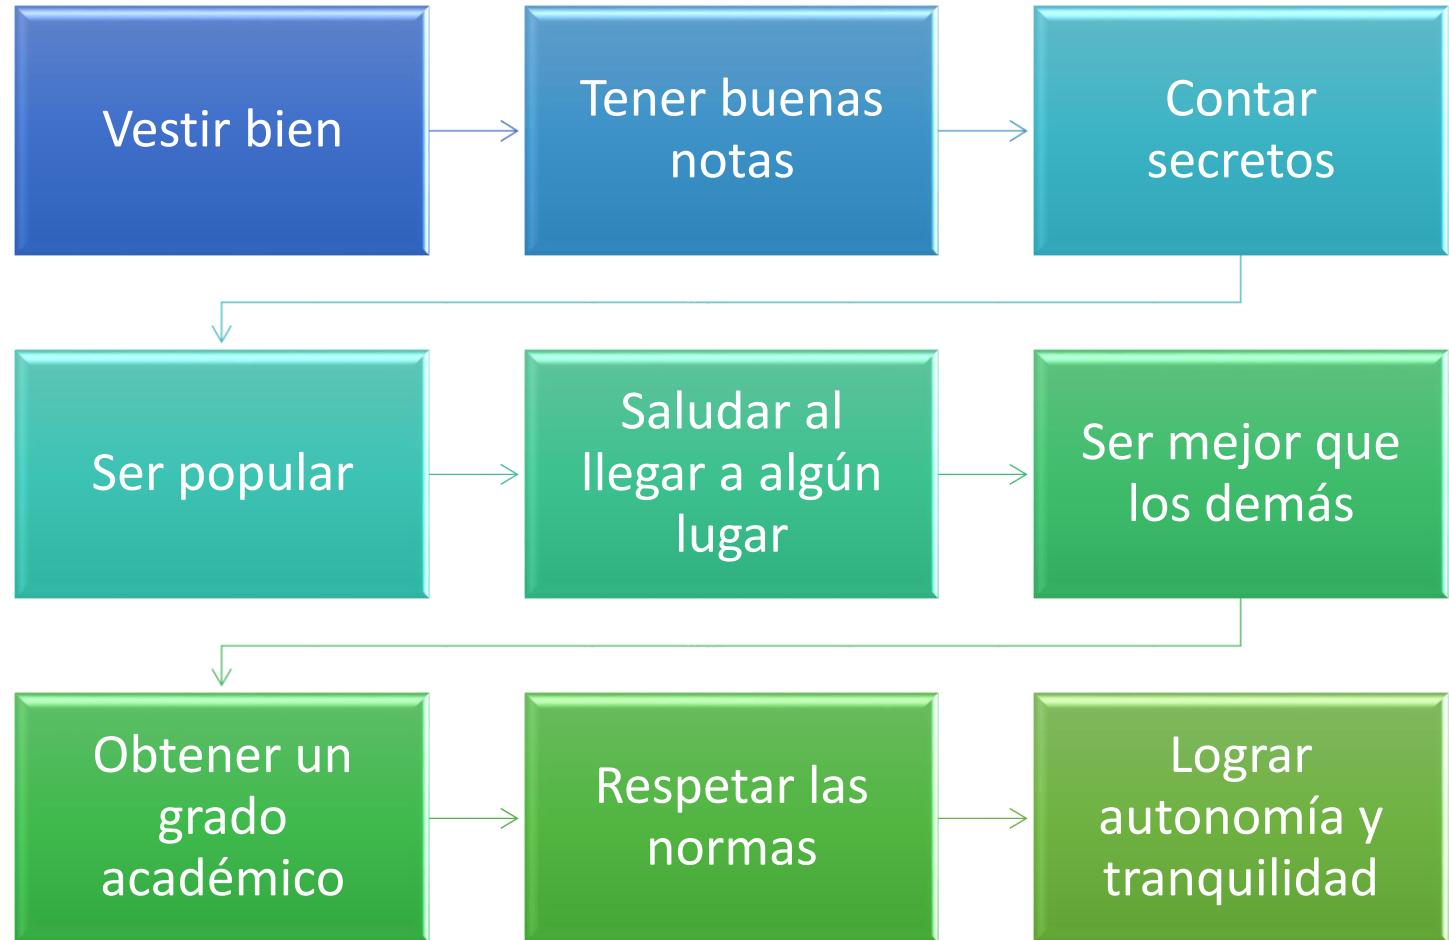 Vestir bien
Tener buenas
notas
Contar
secretos
Ser popular
Saludar al
llegar a algún
lugar
Ser mejor que
los demás
Obtener un
grado
académico
Respetar las
normas
Lograr
autonomía y
tranquilidad